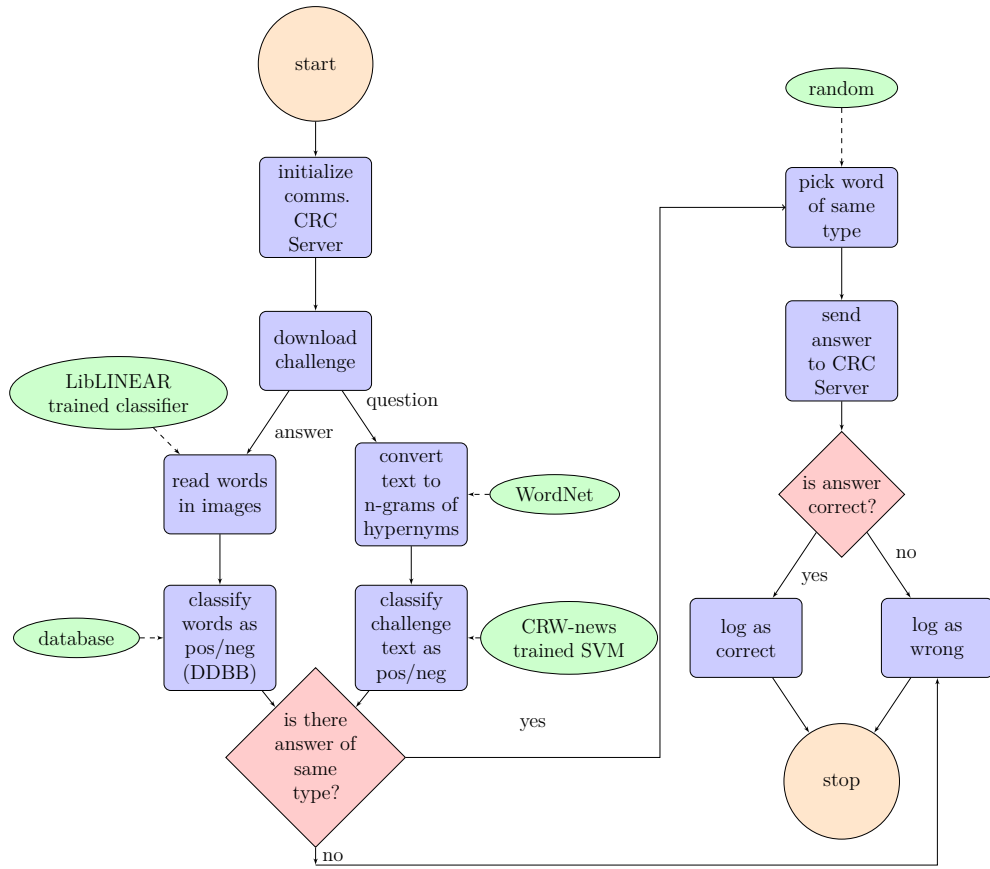 start
initialize
comms.
CRC
Server
download
challenge
LibLINEAR
trained classifier
answer
question
read words
in images
convert
text to
n-grams of
hypernyms
WordNet
database
classify
words as
pos/neg
(DDBB)
classify
challenge
text as
pos/neg
CRW-news
trained SVM
is there
answer of
same
type?
yes
no
random
pick word
of same
type
send
answer
to CRC
Server
is answer
correct?
yes
no
log as
correct
log as
wrong
stop